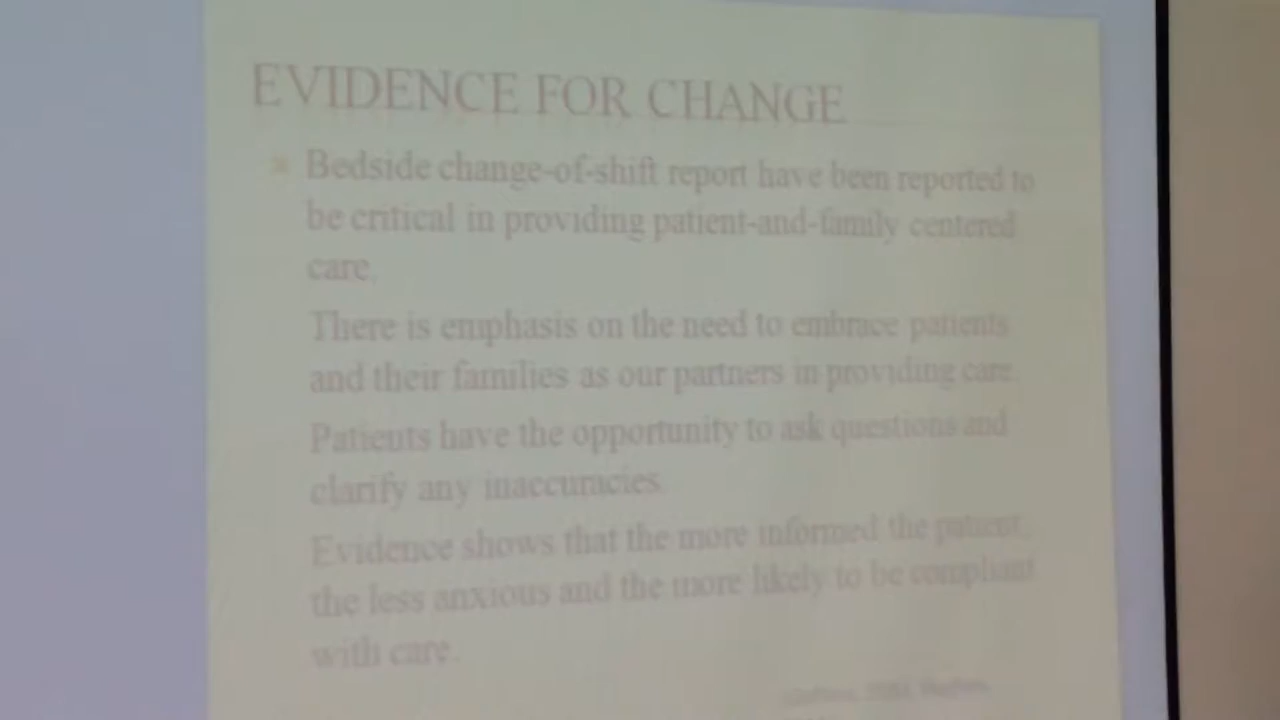 EVIDENCE FOR CHANGE
Bedside change-of-shift report have been reported to
be critical in providing patient-and-family centered
care.
There is emphasis on the need to embrace patients
and their families as our partners in providing care.
Patients have the opportunity to ask questions and
clarify any inaccuracies.
Evidence shows that the more informed the patient,
the less anxious and the more likely to be compliant
with care.